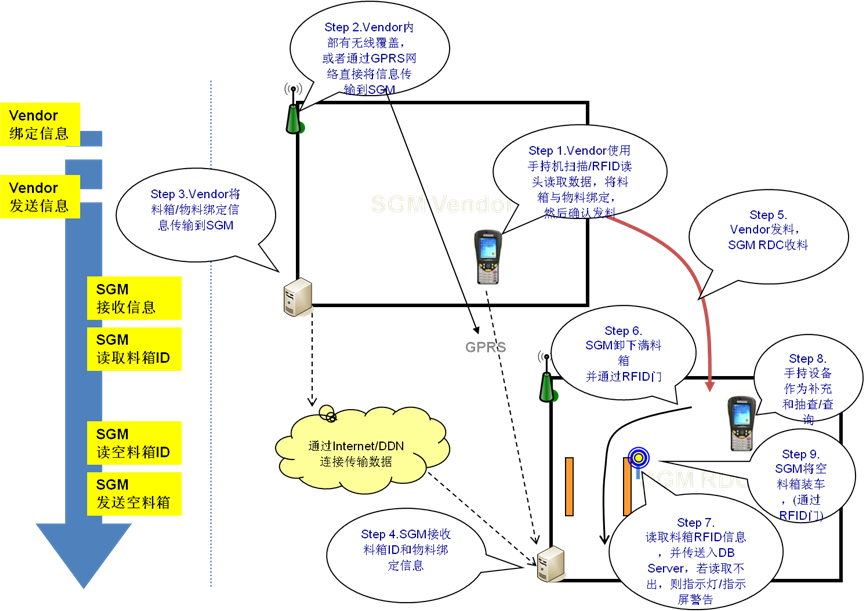 Vendor
绑定信息
Vendor
发送信息
SGM
接收信息
SGM
读取料箱ID
SGM
读空料箱ID
SGM
发送空料箱
Step 2.Vendor内
部有无线覆盖，
或者通过GPRS网
络直接将信息传
输到SGM
Step 1.Vendor使用
手持机扫描/RFID读
头读取数据，将料
箱与物料绑定，
然后确认发料
SGM Vendor
Step 3.Vendor将
料箱/物料绑定信
息传输到SGM
Step 5.
Vendor发料，
SGM RDC收料
GPRS
Step 6.
SGM卸下满料
箱
并通过RFID门
Step 8.
手持设备
作为补充
和抽查/查
询
通过Internet/DDN
连接传输数据
Step 9.
SGM将空
料箱装车
，(通过
RFID门)
SGM RDC
Step 4.SGM接收
料箱ID和物料绑
定信息
Step 7.
读取料箱RFID信息
，并传送入DB
Server，若读取不
出，则指示灯/指示
屏警告